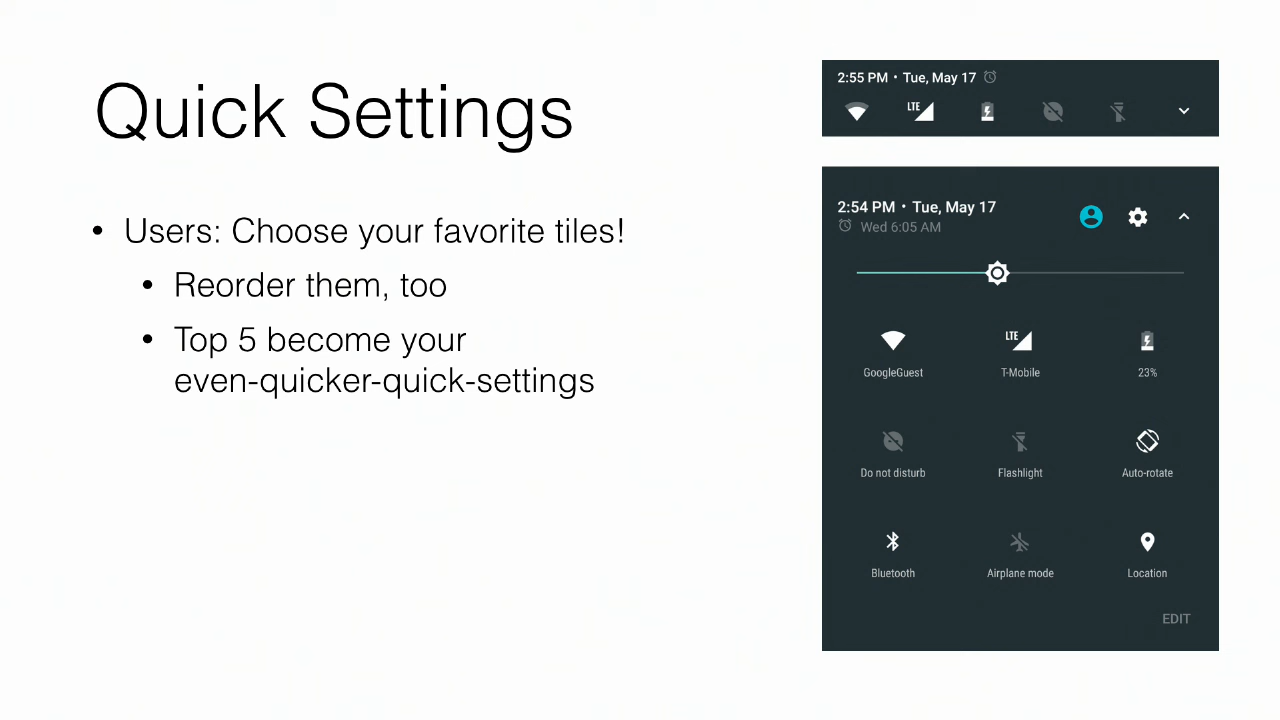 Quick Settings
• Users: Choose your favorite tiles!
• Reorder them, too
• Top 5 become your
even-quicker-quick-settings
2:55 PM • Tue, May 17
LTE
2:54 PM • Tue, May 17
Wed 6:05 AM
LTE
GoogleGuest
T-Mobile
23%
Do not disturb
Flashlight
Auto-rotate
Bluetooth
Airplane mode
Location
EDIT